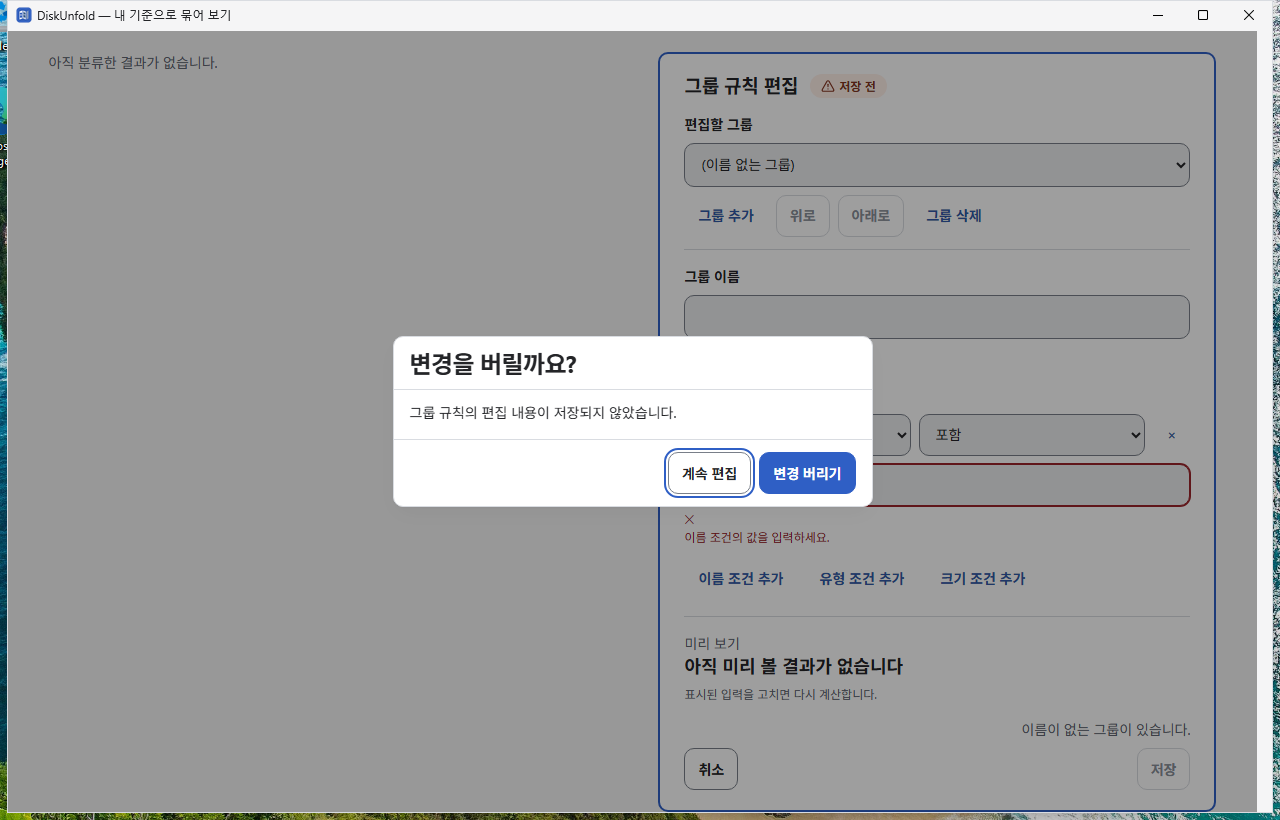 DiskUnfold — 내 기준으로 묶어 보기
아직 분류한 결과가 없습니다.
그룹 규칙 편집
저장 전
편집할 그룹
(이름 없는 그룹)
그룹 추가
위로
아래로
그룹 삭제
그룹 이름
변경을 버릴까요?
그룹 규칙의 편집 내용이 저장되지 않았습니다.
계속 편집
변경 버리기
포함
×
이름 조건의 값을 입력하세요.
이름 조건 추가
유형 조건 추가
크기 조건 추가
미리 보기
아직 미리 볼 결과가 없습니다
표시된 입력을 고치면 다시 계산합니다.
이름이 없는 그룹이 있습니다.
취소
저장